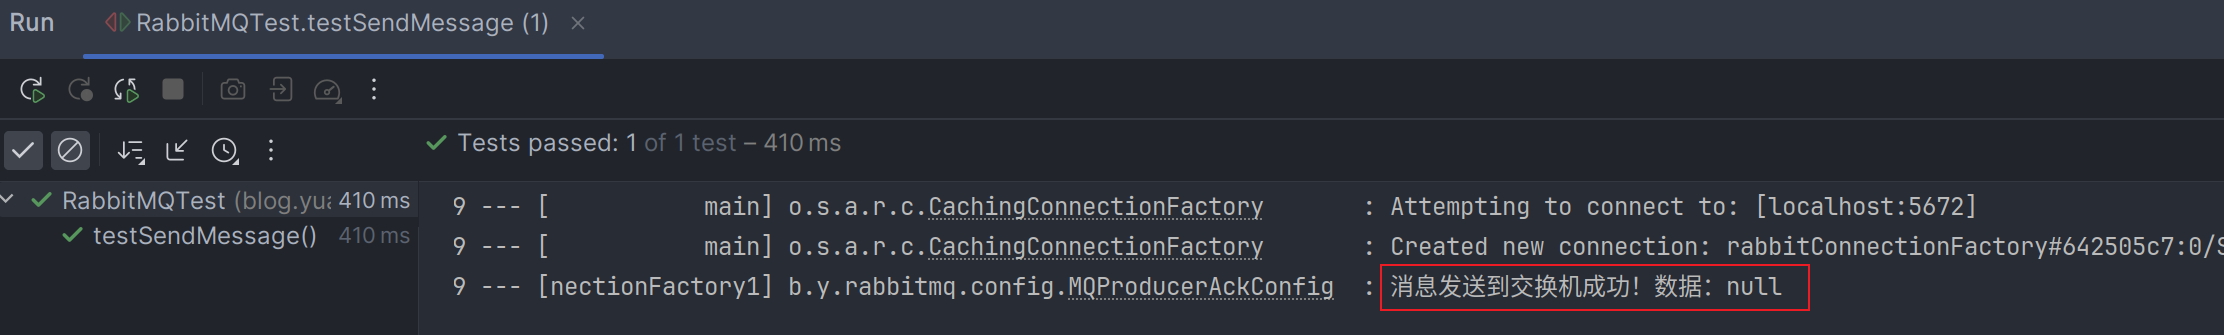 Run RabbitMQTest.testSendMessage (1)
Tests passed: 1 of 1 test – 410 ms
RabbitMQTest (blog.yua 410 ms
testSendMessage() 410 ms
9 --- [           main] o.s.a.r.c.CachingConnectionFactory       : Attempting to connect to: [localhost:5672]
9 --- [           main] o.s.a.r.c.CachingConnectionFactory       : Created new connection: rabbitConnectionFactory#642505c7:0/S
9 --- [nectionFactory1] b.y.rabbitmq.config.MQProducerAckConfig  : 消息发送到交换机成功！数据：null